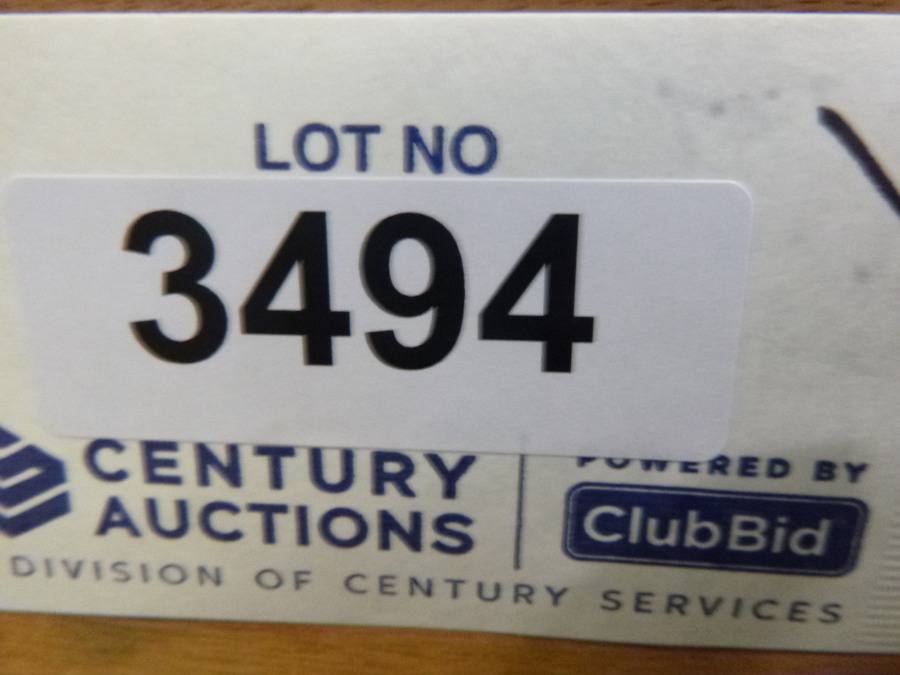 LOT NO
3494
CENTURY
AUCTIONS
POWERED BY
ClubBid
DIVISION OF CENTURY SERVICES